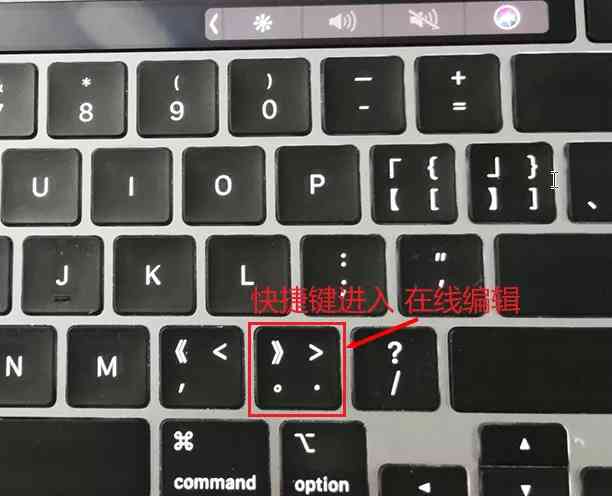 * ( ) — +
8 9 0 - =
U I O P 「 { 」 }
【 [ 】 ]
、
J K L : "
; '
快捷键进入 在线编辑
N M 《 < 》 > ?
, 。 . /
⌘ ⌥ ▲
command option ◄ ▼ ►